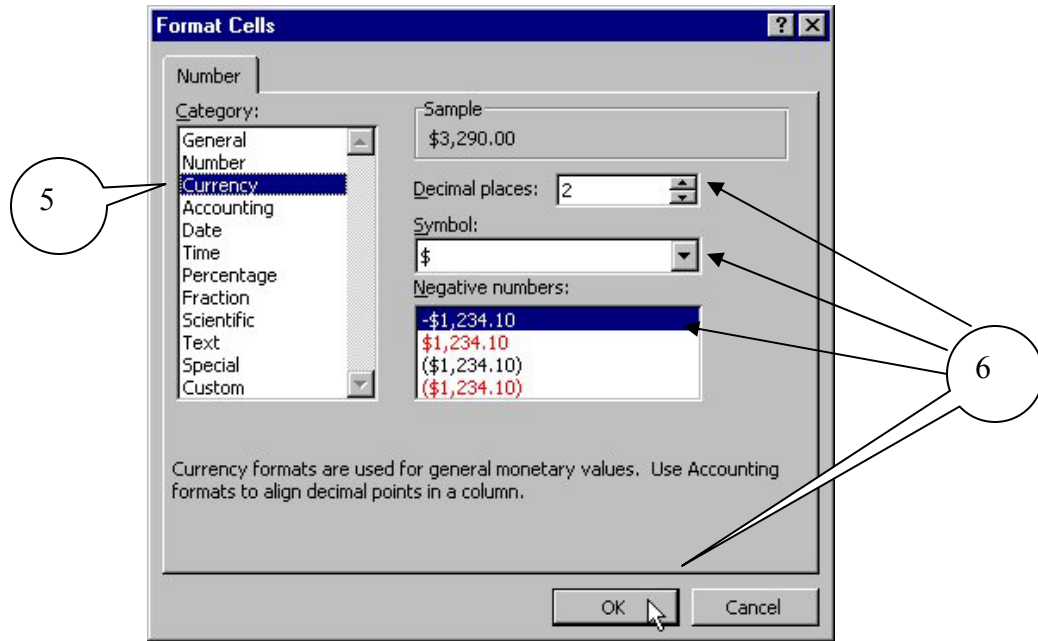 Format Cells
Number
Category:
General
Number
Currency
Accounting
Date
Time
Percentage
Fraction
Scientific
Text
Special
Custom
Sample
$3,290.00
Decimal places: 2
Symbol:
$
Negative numbers:
-$1,234.10
$1,234.10
($1,234.10)
($1,234.10)
5
6
Currency formats are used for general monetary values. Use Accounting
formats to align decimal points in a column.
OK
Cancel